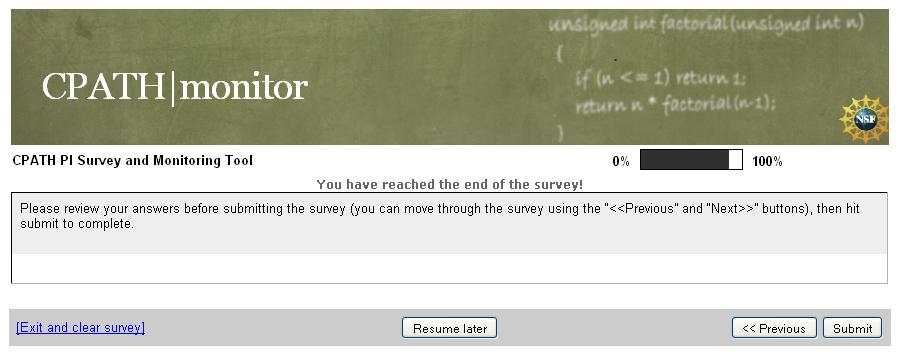 unsigned int factorial(unsigned int n)
{
if (n <= 1) return 1;
return n * factorial(n-1);
}
CPATH|monitor
NSF
CPATH PI Survey and Monitoring Tool
0%
100%
You have reached the end of the survey!
Please review your answers before submitting the survey (you can move through the survey using the "<<Previous" and "Next>>" buttons), then hit
submit to complete.
[Exit and clear survey]
Resume later
<< Previous
Submit